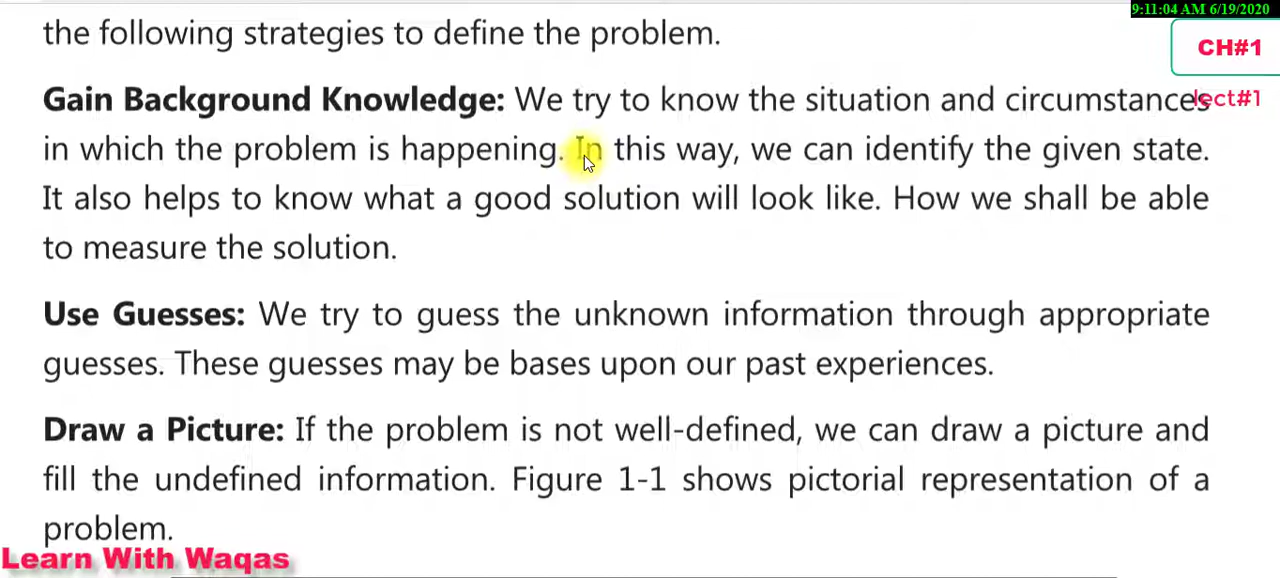 9:11:04 AM 6/19/2020
the following strategies to define the problem.
CH#1
Gain Background Knowledge: We try to know the situation and circumstances
lect#1
in which the problem is happening. In this way, we can identify the given state.
It also helps to know what a good solution will look like. How we shall be able
to measure the solution.
Use Guesses: We try to guess the unknown information through appropriate
guesses. These guesses may be bases upon our past experiences.
Draw a Picture: If the problem is not well-defined, we can draw a picture and
fill the undefined information. Figure 1-1 shows pictorial representation of a
problem.
Learn With Waqas